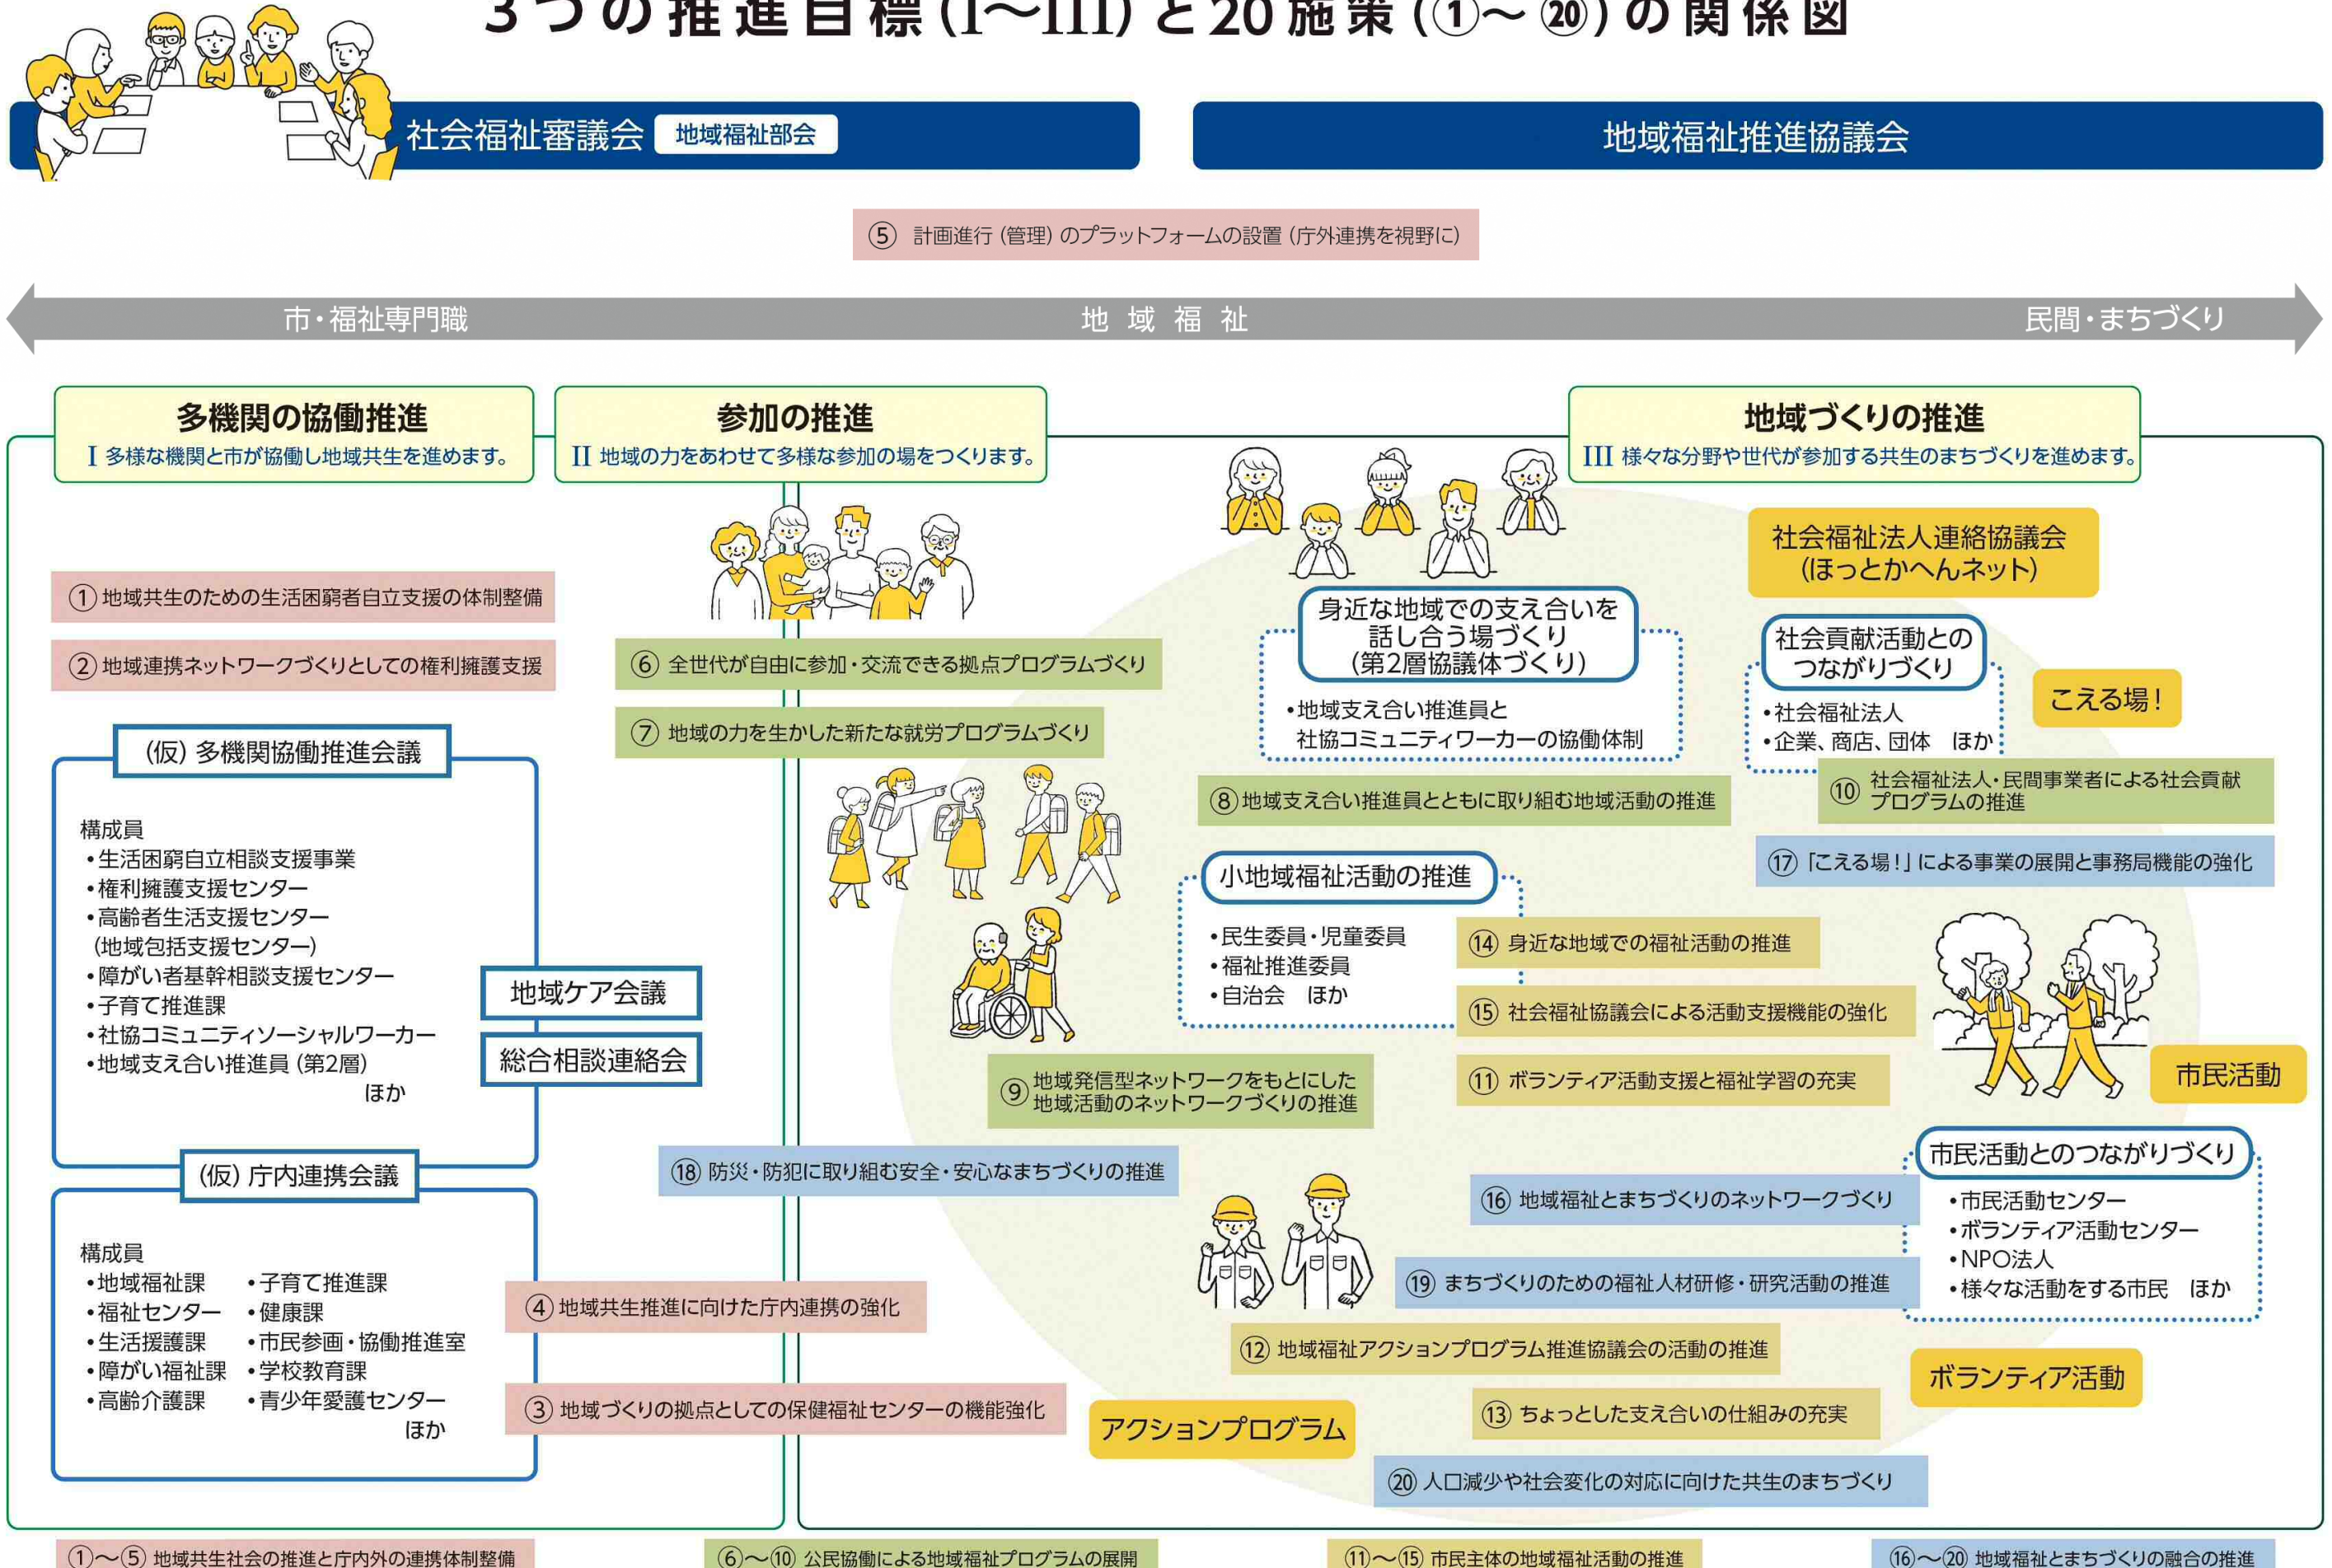 3つの推進目標(I～III)と20施策(①～⑳)の関係図
社会福祉審議会 地域福祉部会
地域福祉推進協議会
⑤ 計画進行(管理)のプラットフォームの設置(庁外連携を視野に)
市・福祉専門職
地域福祉
民間・まちづくり
多機関の協働推進
I 多様な機関と市が協働し地域共生を進めます。
参加の推進
II 地域の力をあわせて多様な参加の場をつくります。
地域づくりの推進
III 様々な分野や世代が参加する共生のまちづくりを進めます。
①地域共生のための生活困窮者自立支援の体制整備
②地域連携ネットワークづくりとしての権利擁護支援
(仮)多機関協働推進会議
構成員
・生活困窮自立相談支援事業
・権利擁護支援センター
・高齢者生活支援センター
(地域包括支援センター)
・障がい者基幹相談支援センター
・子育て推進課
・社協コミュニティソーシャルワーカー
・地域支え合い推進員(第2層)
ほか
地域ケア会議
総合相談連絡会
(仮)庁内連携会議
構成員
・地域福祉課 ・子育て推進課
・福祉センター ・健康課
・生活援護課 ・市民参画・協働推進室
・障がい福祉課 ・学校教育課
・高齢介護課 ・青少年愛護センター
ほか
④地域共生推進に向けた庁内連携の強化
③地域づくりの拠点としての保健福祉センターの機能強化
⑥ 全世代が自由に参加・交流できる拠点プログラムづくり
⑦ 地域の力を生かした新たな就労プログラムづくり
身近な地域での支え合いを
話し合う場づくり
(第2層協議体づくり)
・地域支え合い推進員と
社協コミュニティワーカーの協働体制
⑧地域支え合い推進員とともに取り組む地域活動の推進
社会福祉法人連絡協議会
(ほっとかへんネット)
社会貢献活動との
つながりづくり
・社会福祉法人
・企業、商店、団体 ほか
こえる場!
⑩ 社会福祉法人・民間事業者による社会貢献
プログラムの推進
⑰「こえる場!」による事業の展開と事務局機能の強化
小地域福祉活動の推進
・民生委員・児童委員
・福祉推進委員
・自治会 ほか
⑭ 身近な地域での福祉活動の推進
⑮ 社会福祉協議会による活動支援機能の強化
⑪ ボランティア活動支援と福祉学習の充実
⑨ 地域発信型ネットワークをもとにした
地域活動のネットワークづくりの推進
市民活動
⑱ 防災・防犯に取り組む安全・安心なまちづくりの推進
市民活動とのつながりづくり
・市民活動センター
・ボランティア活動センター
・NPO法人
・様々な活動をする市民 ほか
⑯ 地域福祉とまちづくりのネットワークづくり
⑲ まちづくりのための福祉人材研修・研究活動の推進
⑫ 地域福祉アクションプログラム推進協議会の活動の推進
ボランティア活動
⑬ ちょっとした支え合いの仕組みの充実
アクションプログラム
⑳ 人口減少や社会変化の対応に向けた共生のまちづくり
①～⑤ 地域共生社会の推進と庁内外の連携体制整備
⑥～⑩ 公民協働による地域福祉プログラムの展開
⑪～⑮ 市民主体の地域福祉活動の推進
⑯～⑳ 地域福祉とまちづくりの融合の推進